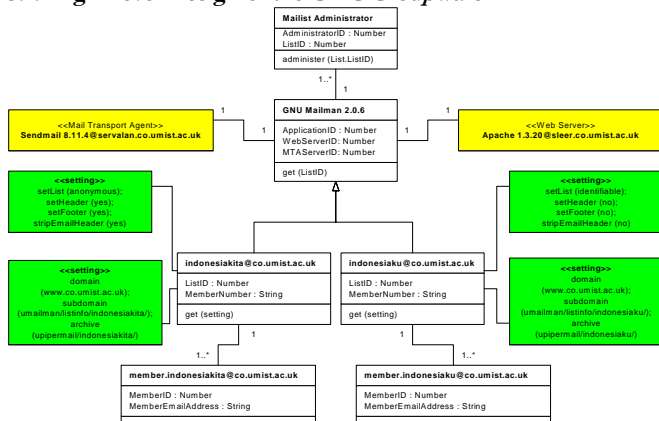 Mailist Administrator
AdministratorID : Number
ListID : Number
administer (List.ListID)
1..*
1
GNU Mailman 2.0.6
ApplicationID : Number
WebServerID: Number
MTAServerID: Number
get (ListID)
<<Mail Transport Agent>>
Sendmail 8.11.4@servalan.co.umist.ac.uk
1
1
<<Web Server>>
Apache 1.3.20@sleer.co.umist.ac.uk
1
1
<<setting>>
setList (anonymous);
setHeader (yes);
setFooter (yes);
stripEmailHeader (yes)
<<setting>>
setList (identifiable);
setHeader (no);
setFooter (no);
stripEmailHeader (no)
<<setting>>
domain
(www.co.umist.ac.uk);
subdomain
(umailman/listinfo/indonesiakita/);
archive
(upipermail/indonesiakita/)
indonesiakita@co.umist.ac.uk
ListID : Number
MemberNumber : String
get (setting)
indonesiaku@co.umist.ac.uk
ListID : Number
MemberNumber : String
get (setting)
<<setting>>
domain
(www.co.umist.ac.uk);
subdomain
(umailman/listinfo/indonesiaku/);
archive
(upipermail/indonesiaku/)
1
1..*
1
1..*
member.indonesiakita@co.umist.ac.uk
MemberID : Number
MemberEmailAddress : String
member.indonesiaku@co.umist.ac.uk
MemberID : Number
MemberEmailAddress : String